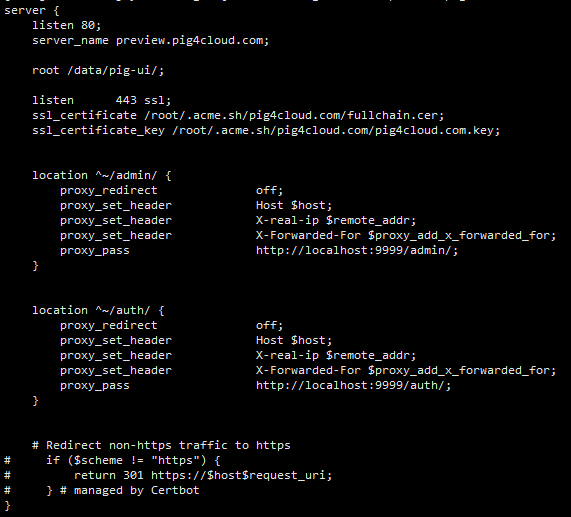 server {
    listen 80;
    server_name preview.pig4cloud.com;
    root /data/pig-ui/;
    listen      443 ssl;
    ssl_certificate /root/.acme.sh/pig4cloud.com/fullchain.cer;
    ssl_certificate_key /root/.acme.sh/pig4cloud.com/pig4cloud.com.key;
    location ^~/admin/ {
        proxy_redirect              off;
        proxy_set_header            Host $host;
        proxy_set_header            X-real-ip $remote_addr;
        proxy_set_header            X-Forwarded-For $proxy_add_x_forwarded_for;
        proxy_pass                  http://localhost:9999/admin/;
    }
    location ^~/auth/ {
        proxy_redirect              off;
        proxy_set_header            Host $host;
        proxy_set_header            X-real-ip $remote_addr;
        proxy_set_header            X-Forwarded-For $proxy_add_x_forwarded_for;
        proxy_pass                  http://localhost:9999/auth/;
    }
    # Redirect non-https traffic to https
#     if ($scheme != "https") {
#         return 301 https://$host$request_uri;
#     } # managed by Certbot
}